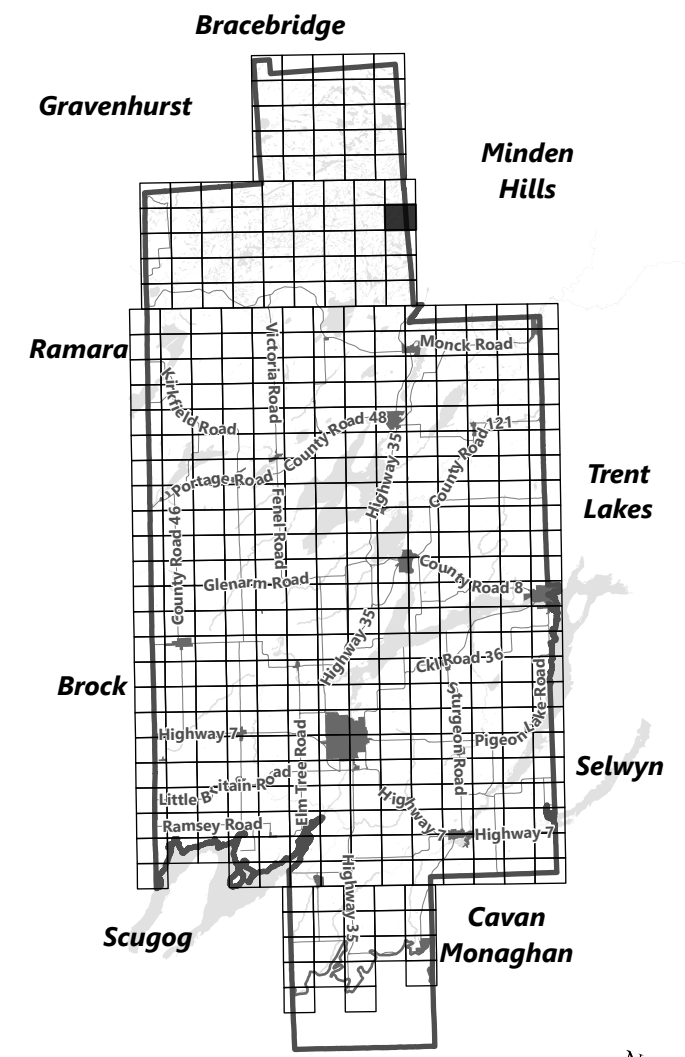 Bracebridge
Gravenhurst
Minden
Hills
Ramara
Victoria Road
Monck Road
Kirkfield Road
County Road 48
Highway 35
County Road 121
Portage Road
Trent
Lakes
County Road 46
Fenel Road
Glenarm Road
County Road 8
Highway 35
Ckl Road 36
Brock
Sturgeon Road
Pigeon Lake Road
Highway 7
Elm Tree Road
Selwyn
Little Britain Road
Highway 7
Ramsey Road
Highway 7
Highway 35
Scugog
Cavan
Monaghan
N